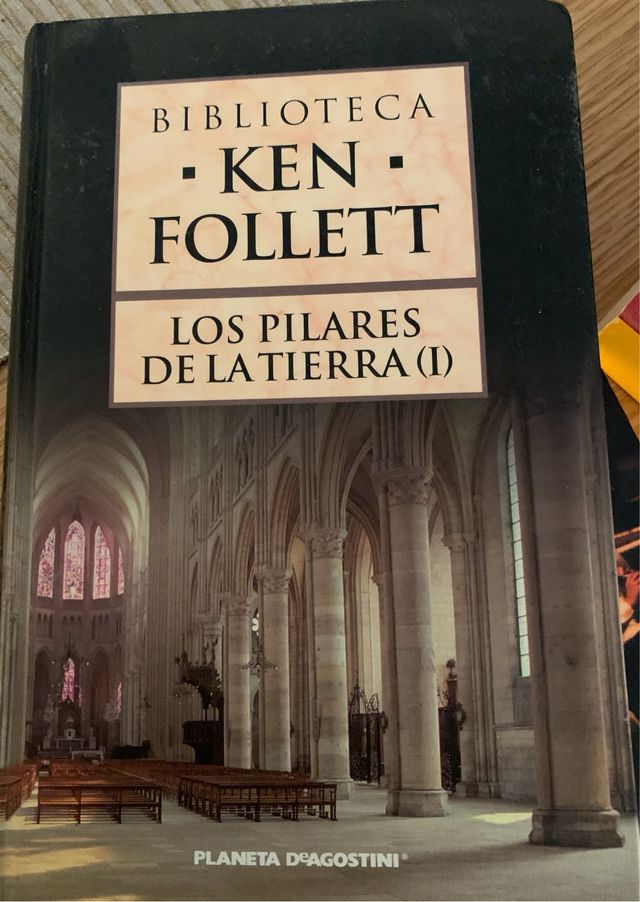 BIBLIOTECA
▪ KEN ▪
FOLLETT
LOS PILARES
DE LA TIERRA (I)
PLANETA DeAGOSTINI®